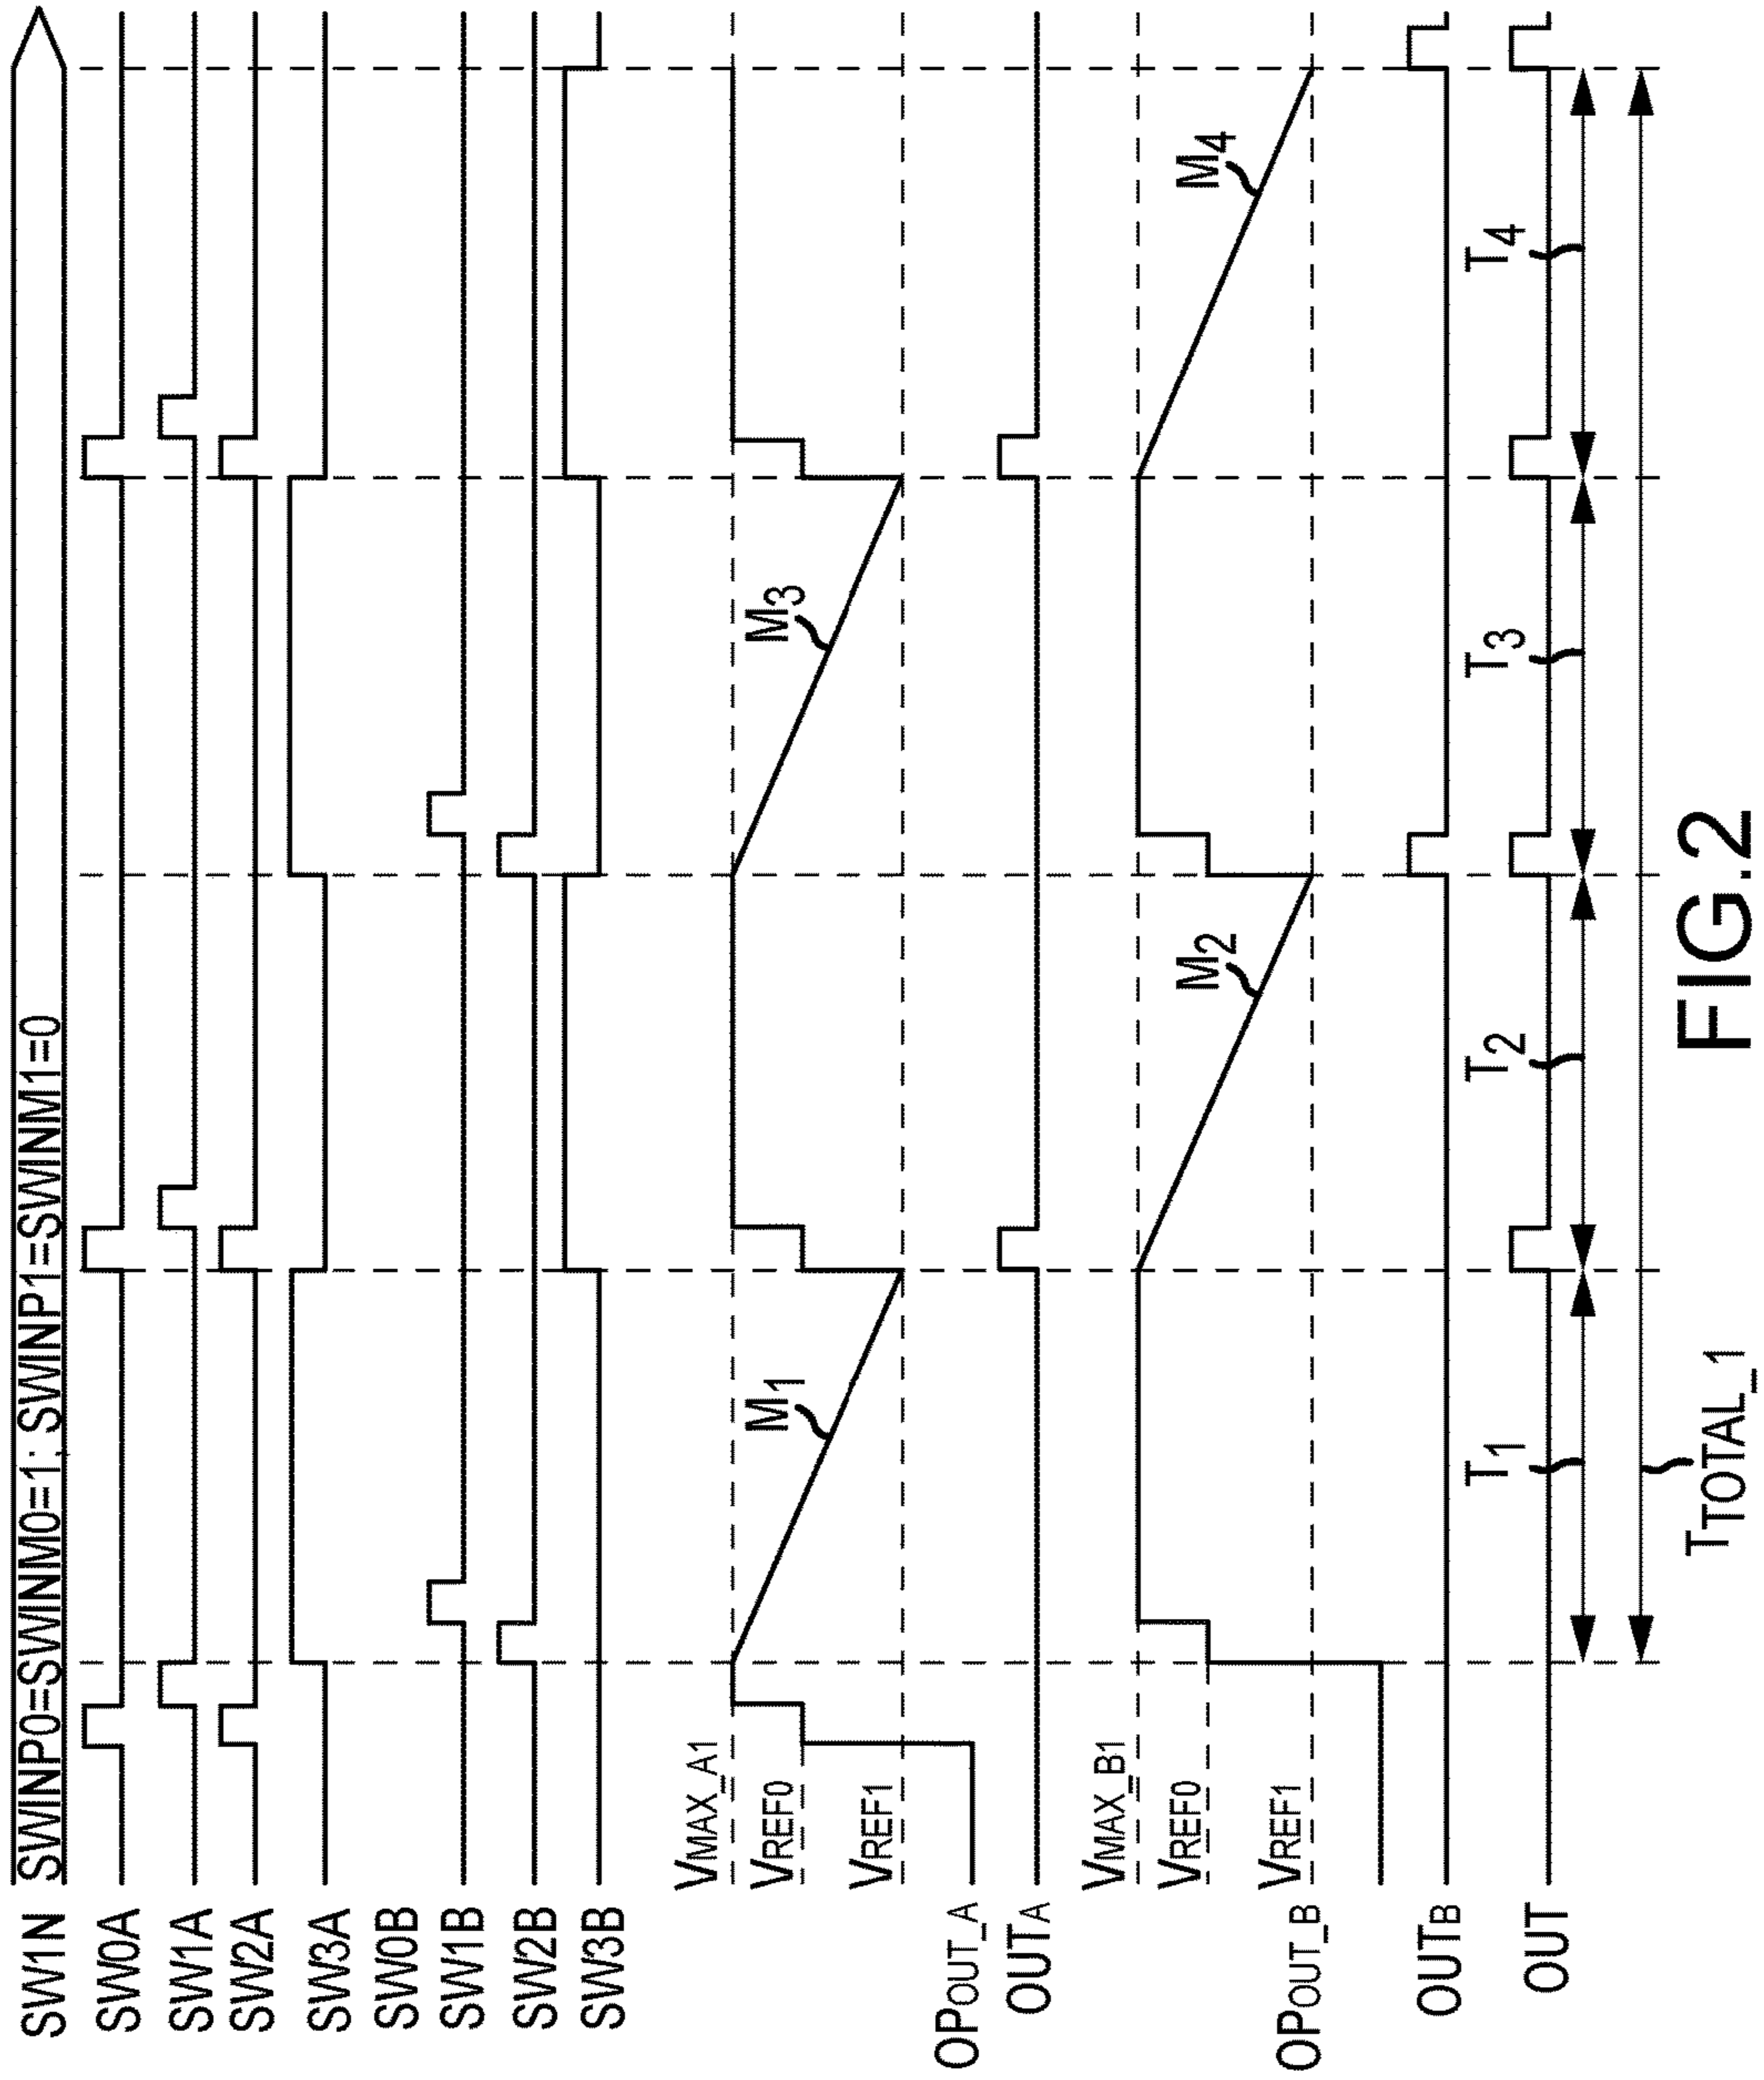 SW1N SWINP0=SWINM0=1; SWINP1=SWINM1=0
SW0A
SW1A
SW2A
SW3A
SW0B
SW1B
SW2B
SW3B
VMAX_A1
VREF0
VREF1
M1
M3
OPOUT_A
OUTA
VMAX_B1
VREF0
VREF1
M2
M4
OPOUT_B
OUTB
OUT
T1
T2
T3
T4
TTOTAL_1
FIG.2